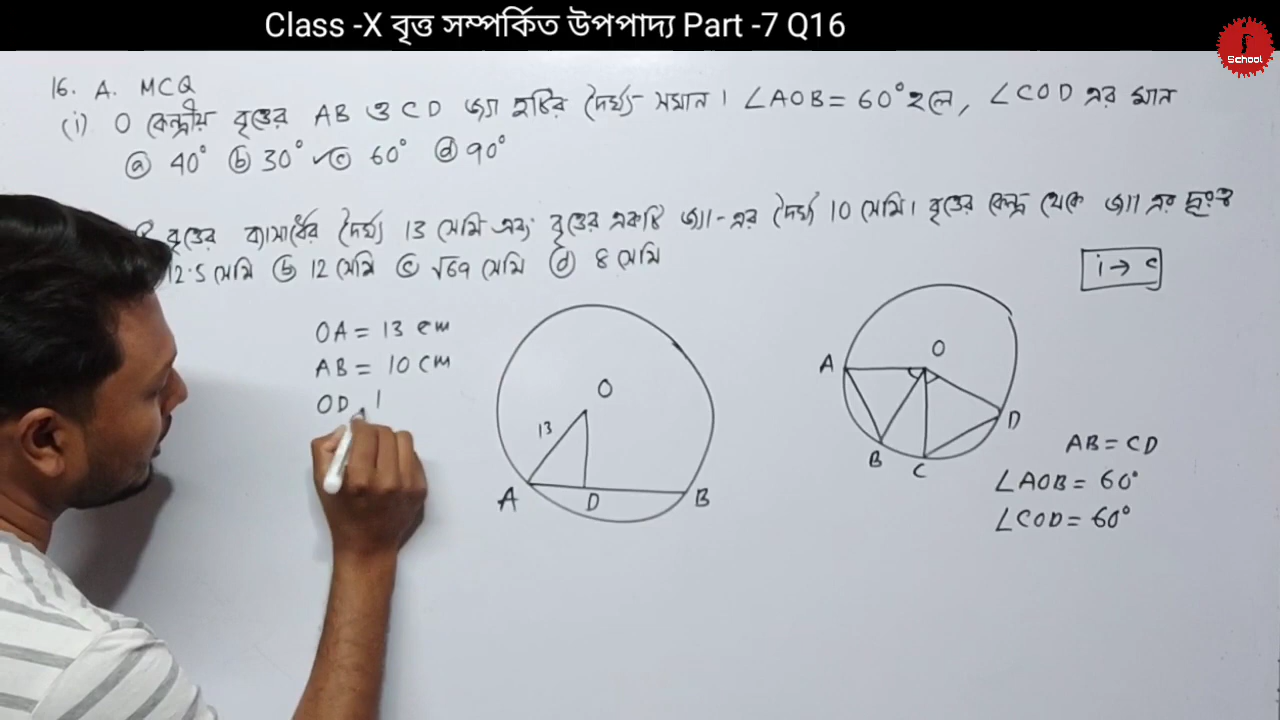 Class -X বৃত্ত সম্পর্কিত উপপাদ্য Part -7 Q16
School
16. A. MCQ
(i) O কেন্দ্রীয় বৃত্তের AB ও CD জ্যা দুটির দৈর্ঘ্য সমান। ∠AOB = 60° হলে, ∠COD এর মান
ⓐ 40° ⓑ 30° ✓ⓒ 60° ⓓ 90°
বৃত্তের ব্যাসার্ধের দৈর্ঘ্য 13 সেমি এবং বৃত্তের একটি জ্যা-এর দৈর্ঘ্য 10 সেমি। বৃত্তের কেন্দ্র থেকে জ্যা এর দূরত্ব
12.5 সেমি ⓑ 12 সেমি ⓒ √69 সেমি ⓓ 8 সেমি
i → c
OA = 13 cm
AB = 10 cm
OD
O
13
A
D
B
O
A
B
C
D
AB = CD
∠AOB = 60°
∠COD = 60°